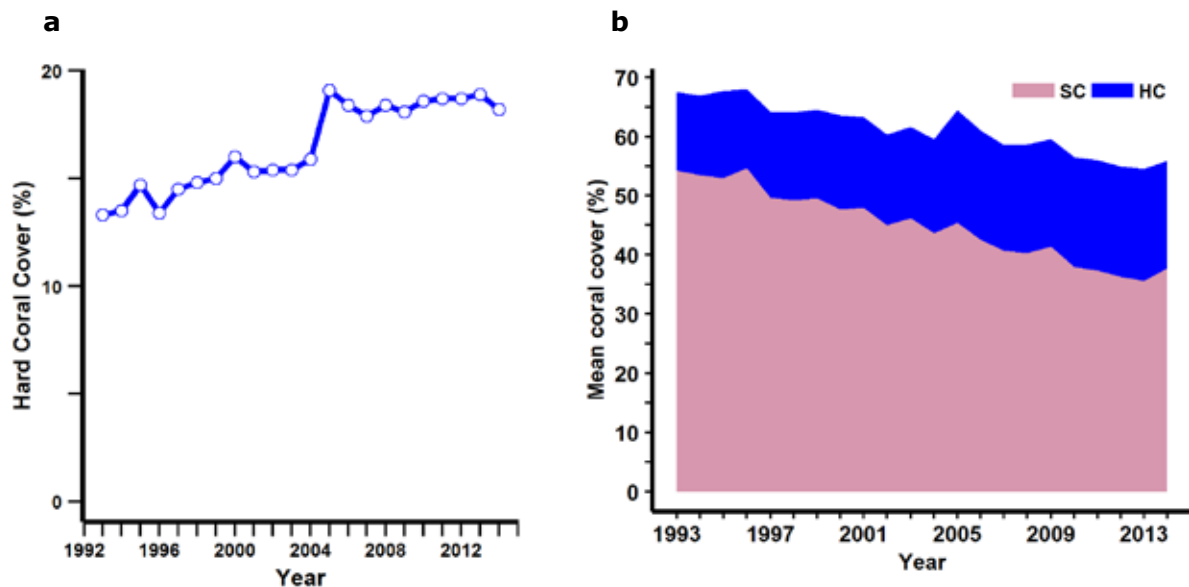 a
Hard Coral Cover (%)
20
10
0
1992 1996 2000 2004 2008 2012
Year
b
Mean coral cover (%)
SC HC
70
60
50
40
30
20
10
0
1993 1997 2001 2005 2009 2013
Year